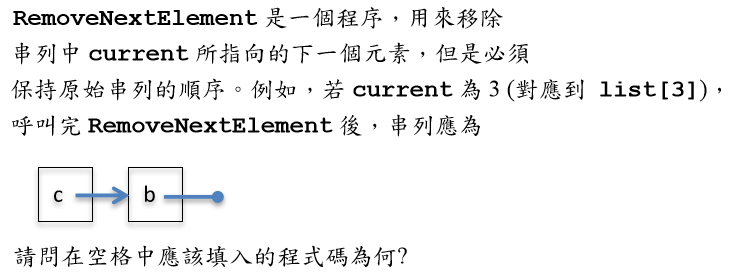 RemoveNextElement 是一個程序，用來移除
串列中 current 所指向的下一個元素，但是必須
保持原始串列的順序。例如，若 current 為 3 (對應到 list[3])，
呼叫完 RemoveNextElement 後，串列應為
c b
請問在空格中應該填入的程式碼為何?